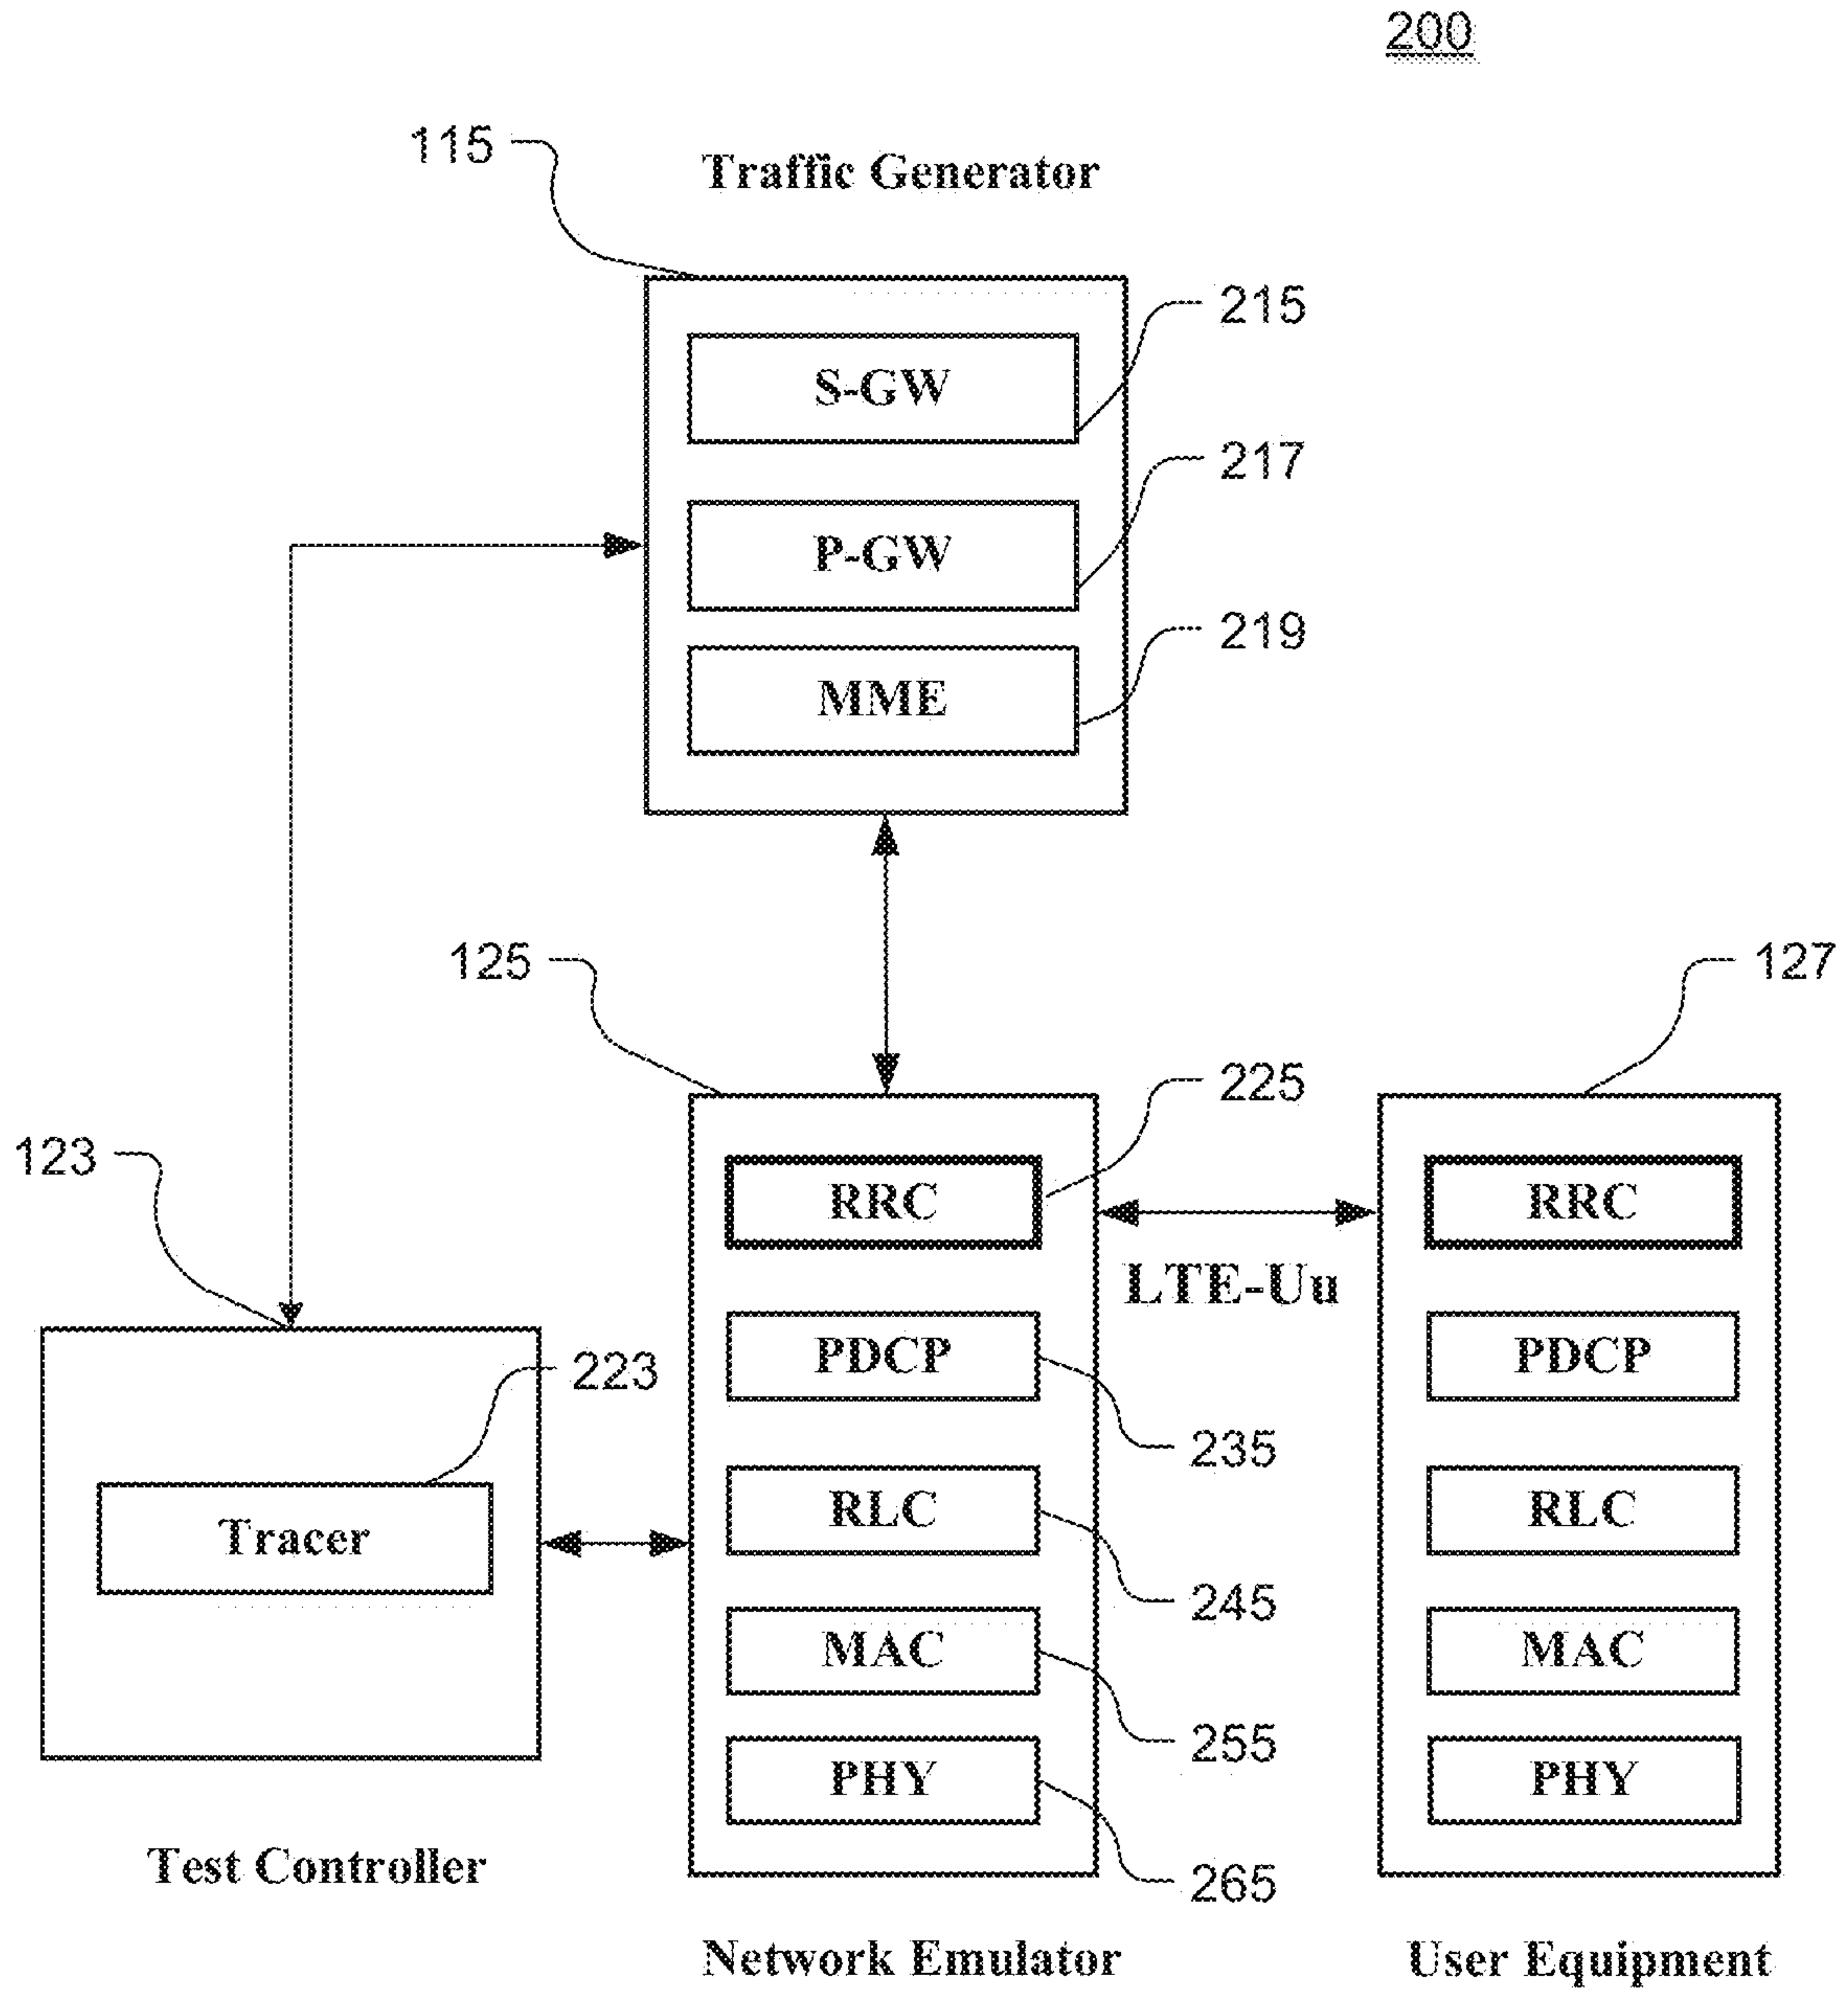 200
115
Traffic Generator
215
S-GW
217
P-GW
219
MME
125
127
225
123
RRC
RRC
LTE-Uu
223
PDCP
PDCP
235
Tracer
RLC
RLC
245
MAC
MAC
255
PHY
PHY
265
Test Controller
Network Emulator
User Equipment